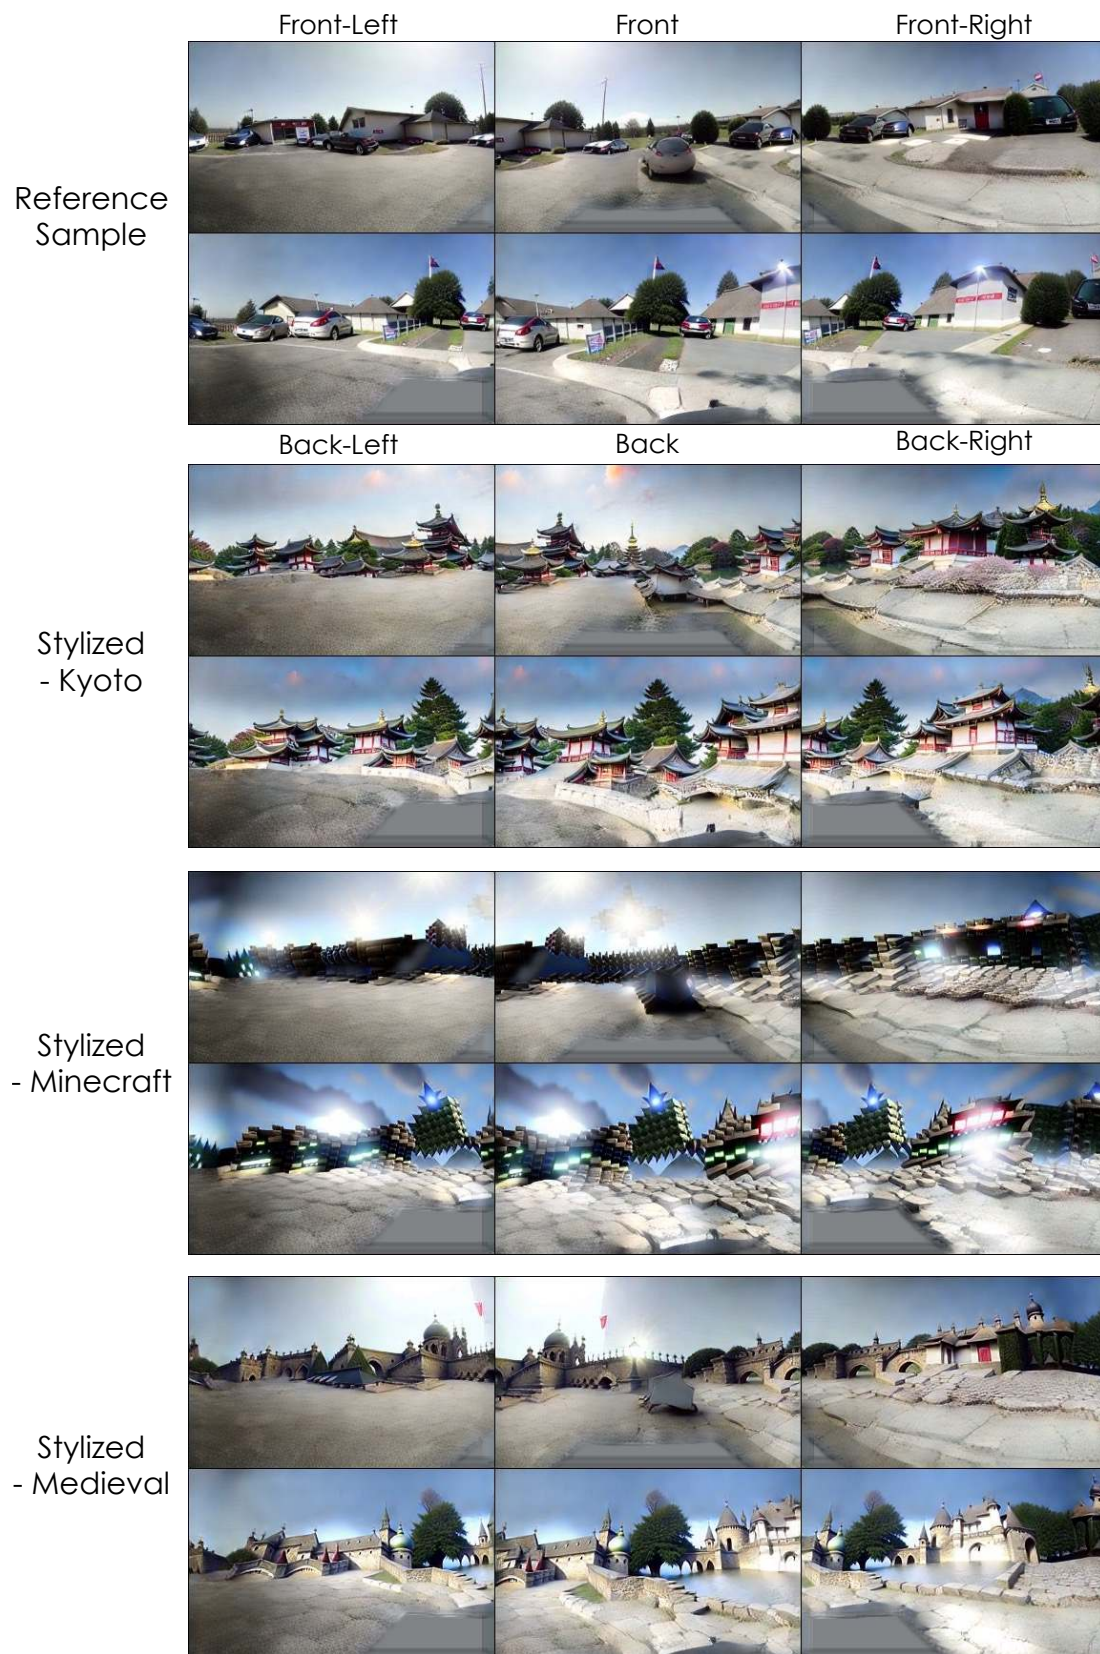 Front-Left
Front
Front-Right
Reference
Sample
Back-Left
Back
Back-Right
Stylized
- Kyoto
Stylized
- Minecraft
Stylized
- Medieval